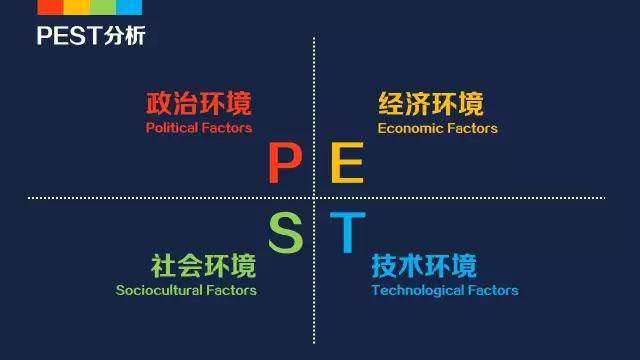 PEST分析
政治环境
Political Factors
经济环境
Economic Factors
P
E
S
T
社会环境
Sociocultural Factors
技术环境
Technological Factors